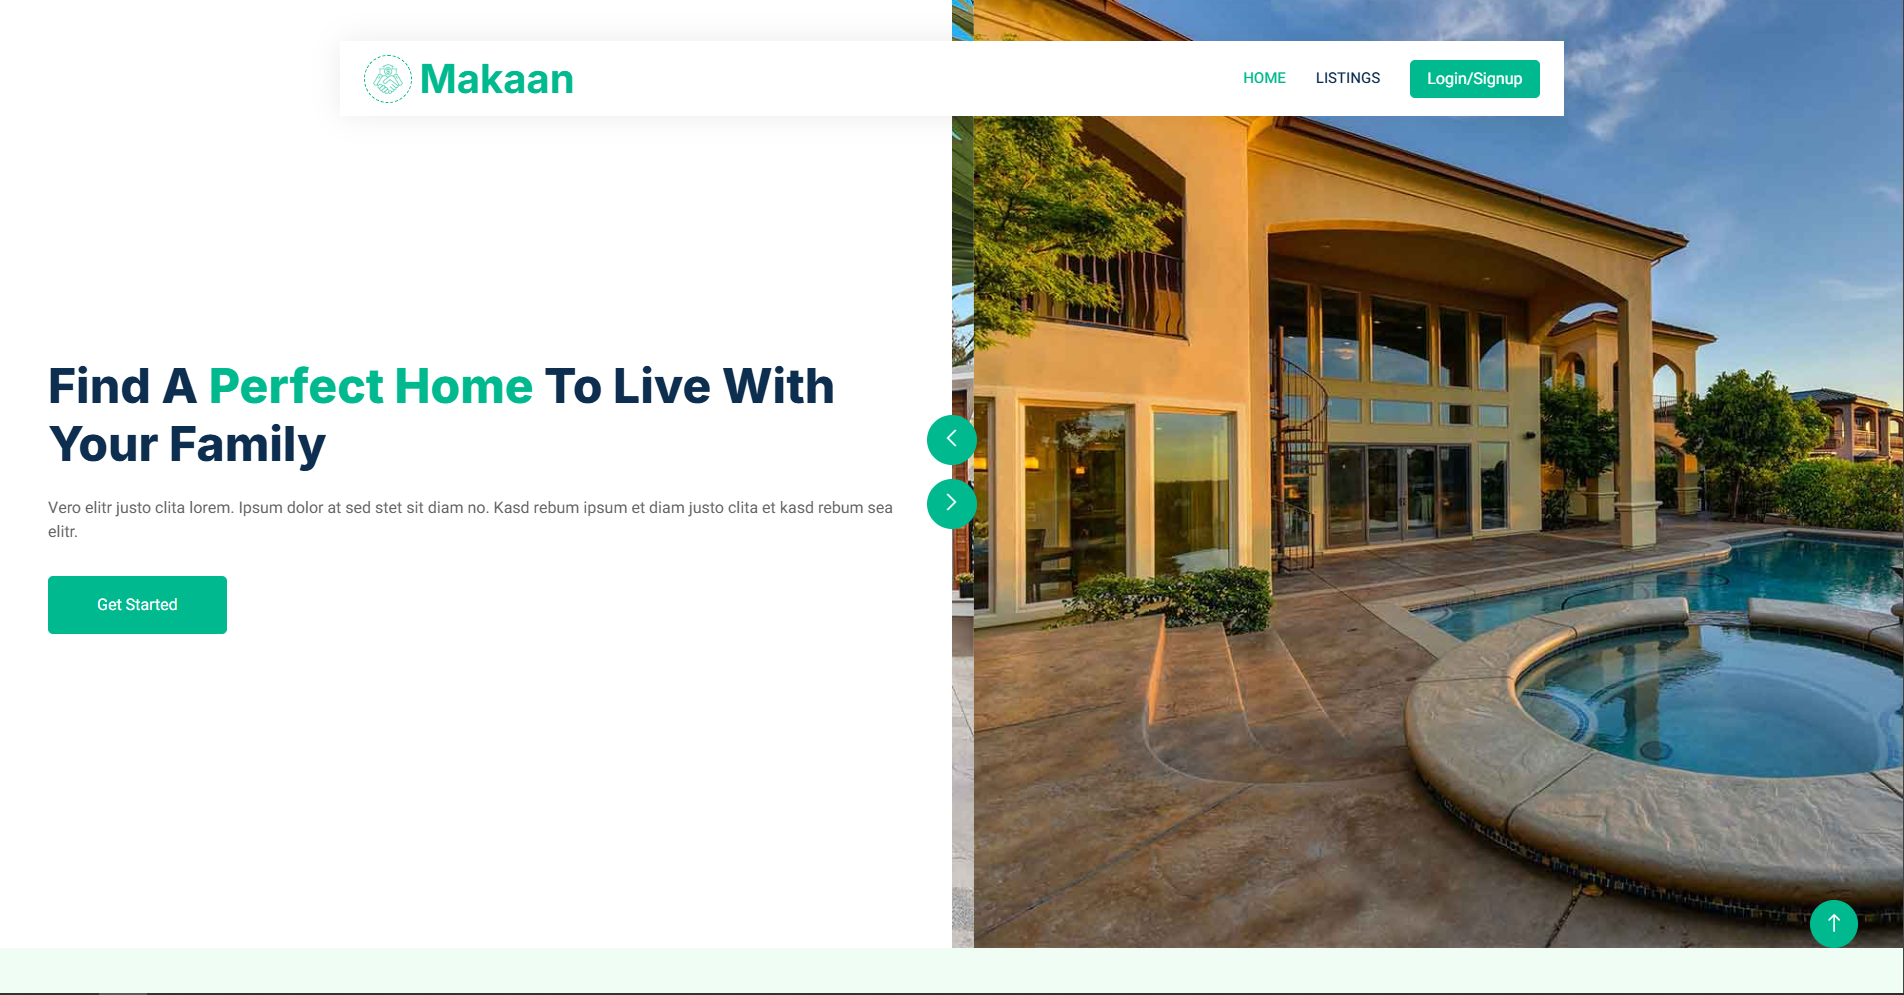 Makaan
HOME
LISTINGS
Login/Signup
Find A Perfect Home To Live With
Your Family
Vero elitr justo clita lorem. Ipsum dolor at sed stet sit diam no. Kasd rebum ipsum et diam justo clita et kasd rebum sea
elitr.
Get Started